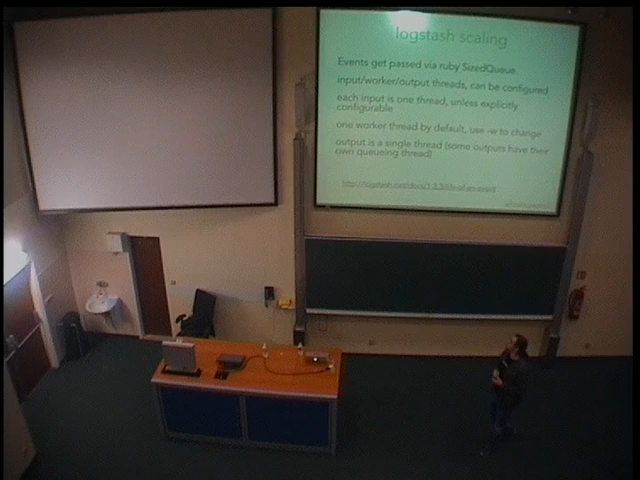 logstash scaling
Events get passed via ruby SizedQueue
input/worker/output threads, can be configured
each input is one thread, unless explictly
configurable
one worker thread by default, use -w to change
output is a single thread (some outputs have their
own queueing thread)